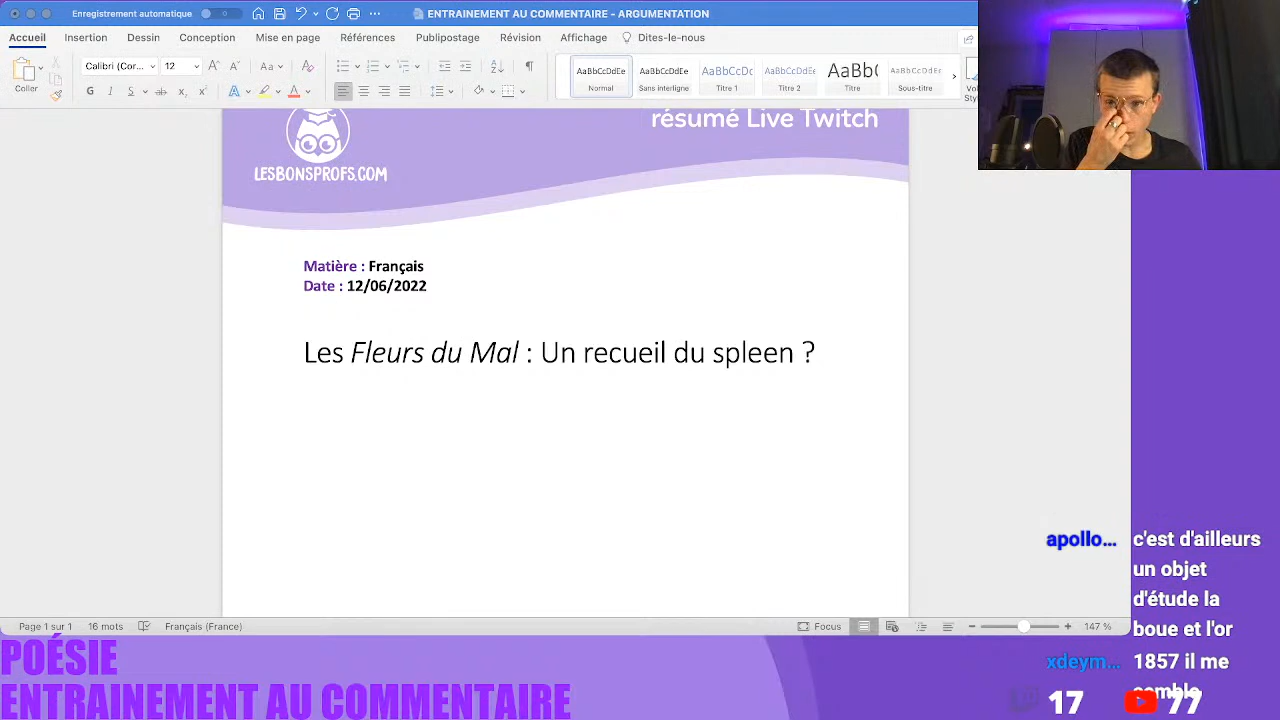 Enregistrement automatique
ENTRAINEMENT AU COMMENTAIRE - ARGUMENTATION
Accueil Insertion Dessin Conception Mise en page Références Publipostage Révision Affichage Dites-le-nous
Coller
Calibri (Cor... 12
AaBbCcDdEe AaBbCcDdEe AaBbCcDc AaBbCcDdEe AaBb( AaBbCcDdEe
Normal Sans interligne Titre 1 Titre 2 Titre Sous-titre
résumé Live Twitch
LESBONSPROFS.COM
Matière : Français
Date : 12/06/2022
Les Fleurs du Mal : Un recueil du spleen ?
apollo... c'est d'ailleurs
un objet
d'étude la
boue et l'or
xdeym... 1857 il me
semble
Page 1 sur 1 16 mots Français (France) Focus 147 %
POÉSIE
ENTRAINEMENT AU COMMENTAIRE
17 77